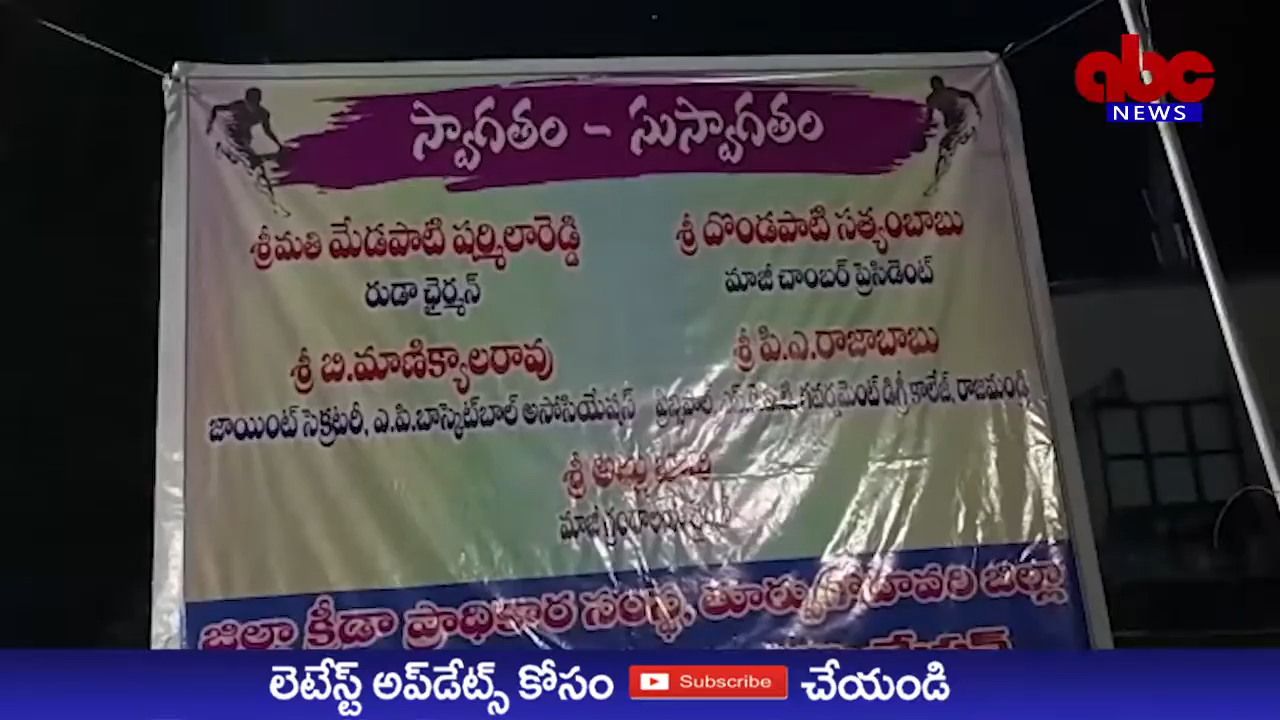 abc
NEWS
స్వాగతం – సుస్వాగతం
శ్రీమతి మేడపాటి షర్మిలారెడ్డి
రుడా ఛైర్మన్
శ్రీ దొండపాటి సత్యంబాబు
మాజీ చాంబర్ ప్రెసిడెంట్
శ్రీ బి.మాణిక్యాలరావు
జాయింట్ సెక్రటరీ, ఎ.పి.బాస్కెట్‌బాల్ అసోసియేషన్
శ్రీ పి.ఎ.రాజాబాబు
గవర్నమెంట్ డిగ్రీ కాలేజ్, రాజమండ్రి
శ్రీ
మాజీ
జిల్లా క్రీడా ప్రాధికార సంస్థ, తూర్పుగోదావరి జిల్లా
లెటేస్ట్ అప్‌డేట్స్ కోసం Subscribe చేయండి